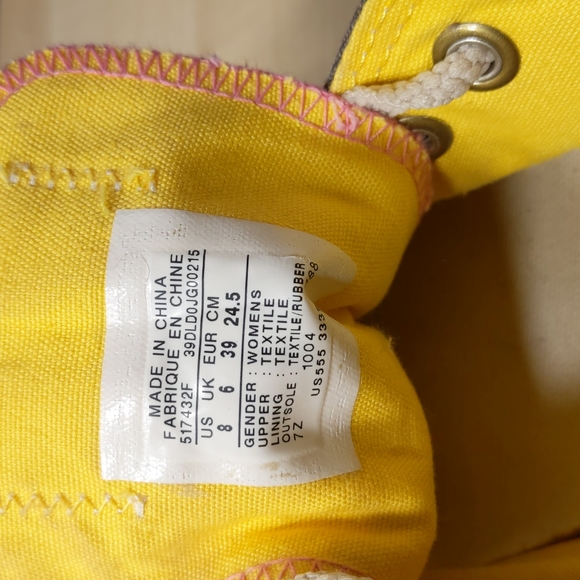 MADE IN CHINA
FABRIQUE EN CHINE
517432F 39DLD0JG00215
US UK EUR CM
8 6 39 24.5
GENDER : WOMENS
UPPER : TEXTILE
LINING : TEXTILE
OUTSOLE : TEXTILE/RUBBER
7Z 1004
US555